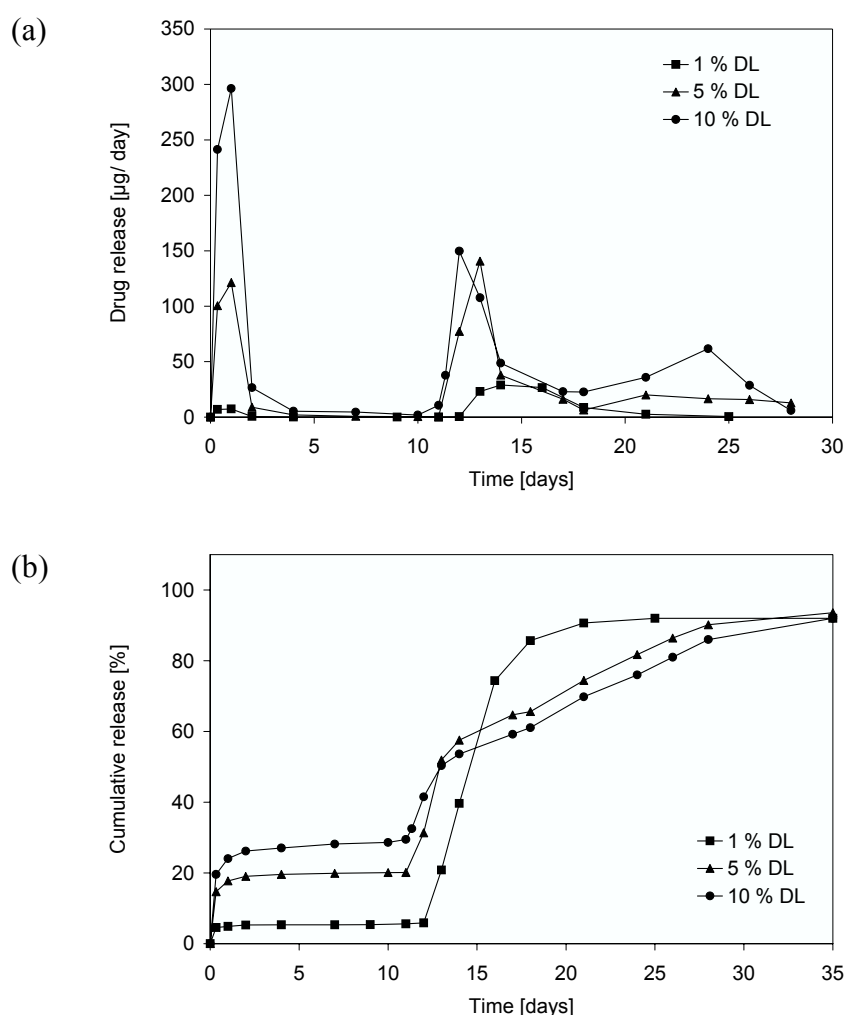 (a)
350
300
250
200
150
100
50
0
Drug release [µg/ day]
1 % DL
5 % DL
10 % DL
0 5 10 15 20 25 30
Time [days]
(b)
100
80
60
40
20
0
Cumulative release [%]
1 % DL
5 % DL
10 % DL
0 5 10 15 20 25 30 35
Time [days]